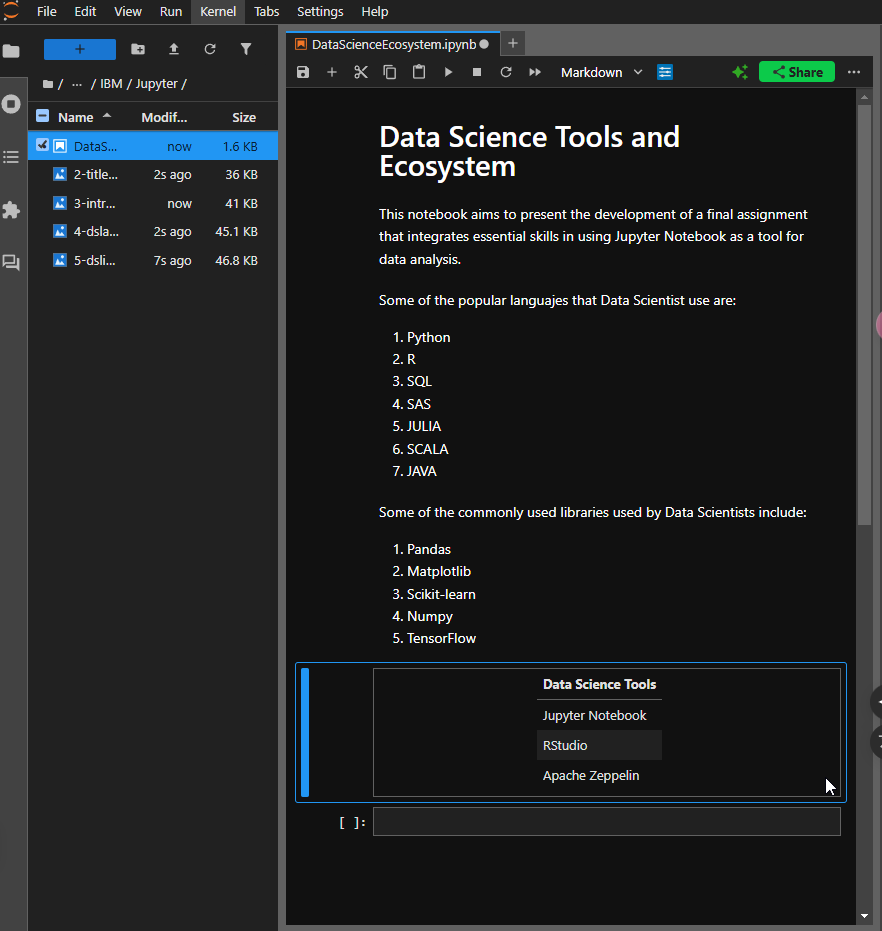 File Edit View Run Kernel Tabs Settings Help
DataScienceEcosystem.ipynb
Markdown
Share
/ ... / IBM / Jupyter /
Name Modif... Size
DataS... now 1.6 KB
2-title... 2s ago 36 KB
3-intr... now 41 KB
4-dsla... 2s ago 45.1 KB
5-dsli... 7s ago 46.8 KB
Data Science Tools and
Ecosystem
This notebook aims to present the development of a final assignment
that integrates essential skills in using Jupyter Notebook as a tool for
data analysis.
Some of the popular languajes that Data Scientist use are:
1. Python
2. R
3. SQL
4. SAS
5. JULIA
6. SCALA
7. JAVA
Some of the commonly used libraries used by Data Scientists include:
1. Pandas
2. Matplotlib
3. Scikit-learn
4. Numpy
5. TensorFlow
Data Science Tools
Jupyter Notebook
RStudio
Apache Zeppelin
[ ]: